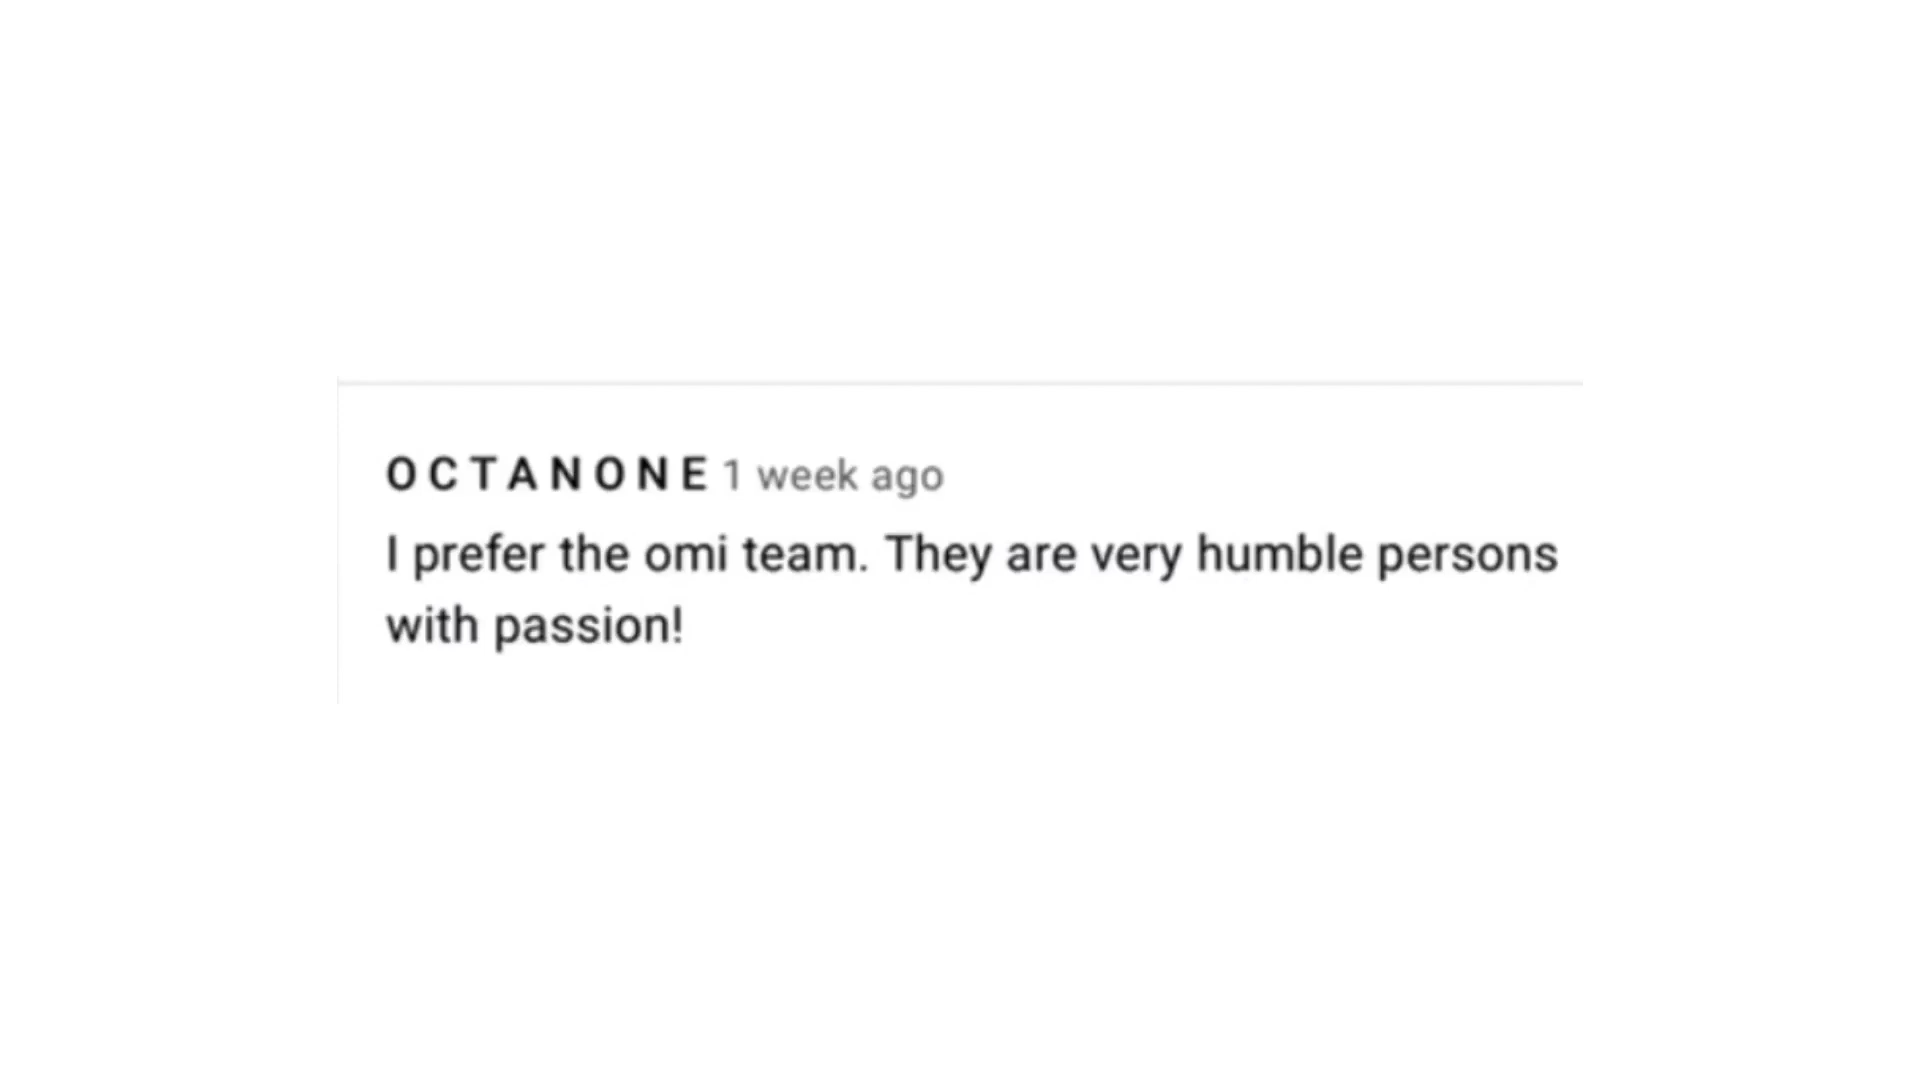 O C T A N O N E 1 week ago
I prefer the omi team. They are very humble persons
with passion!